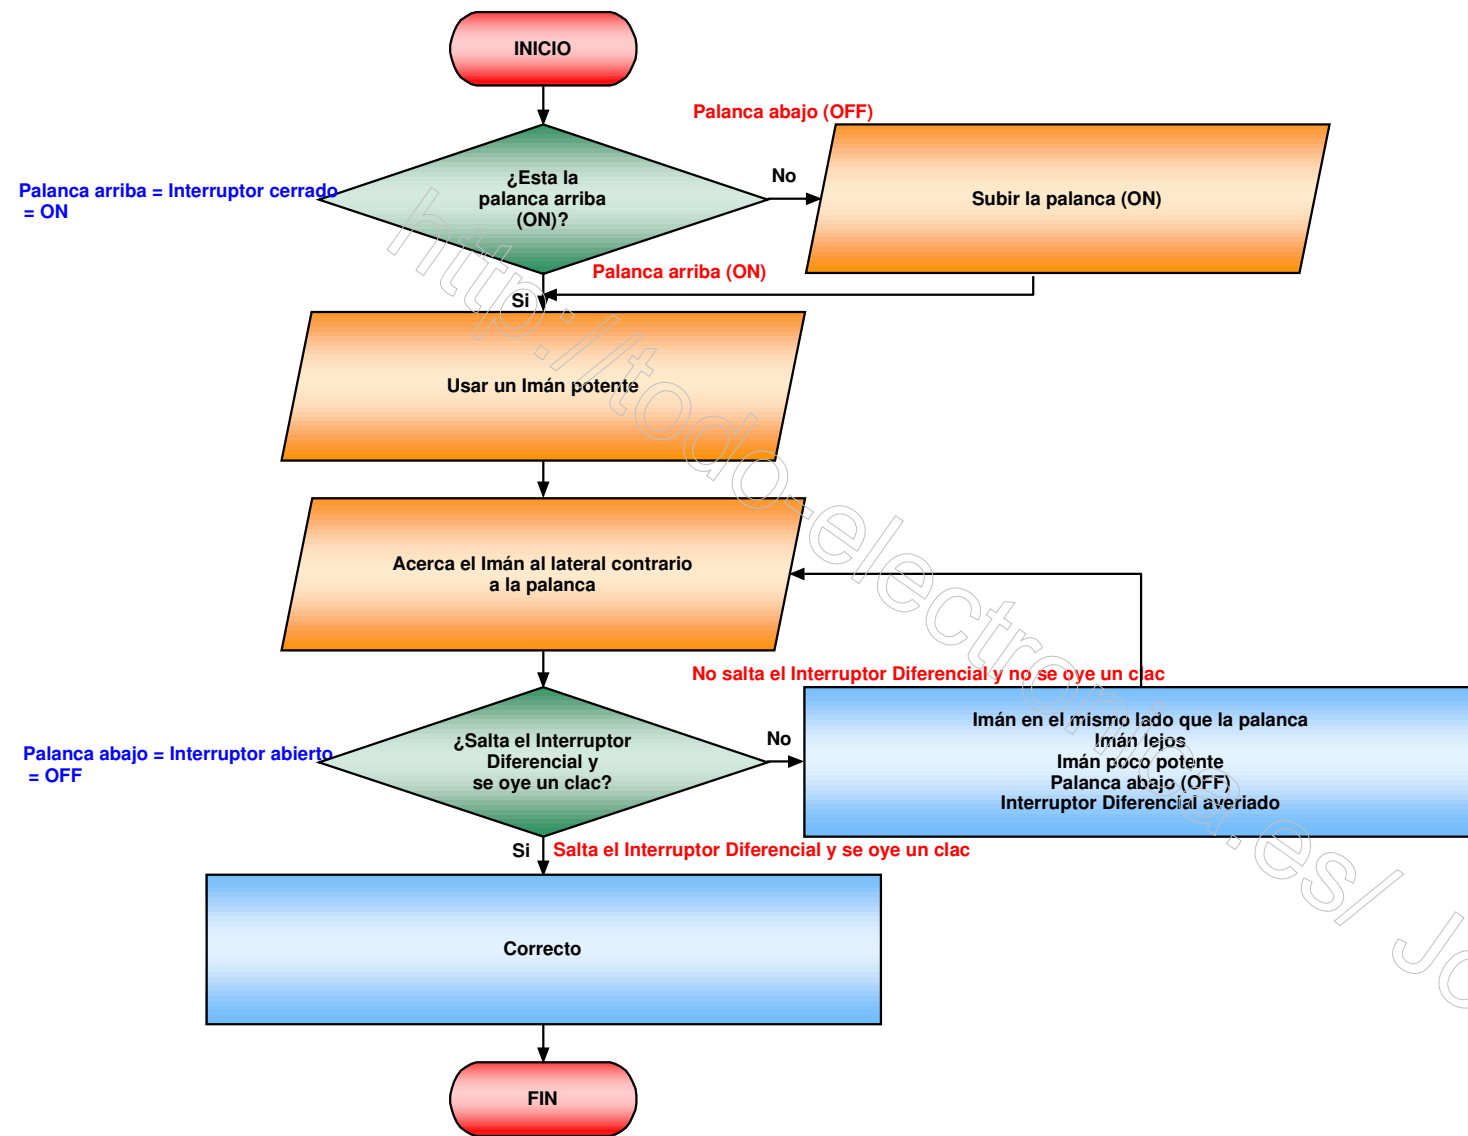 INICIO
Palanca abajo (OFF)
¿Esta la
palanca arriba
(ON)?
No
Subir la palanca (ON)
Palanca arriba = Interruptor cerrado
= ON
Palanca arriba (ON)
Si
Usar un Imán potente
Acerca el Imán al lateral contrario
a la palanca
No salta el Interruptor Diferencial y no se oye un clac
¿Salta el Interruptor
Diferencial y
se oye un clac?
No
Imán en el mismo lado que la palanca
Imán lejos
Imán poco potente
Palanca abajo (OFF)
Interruptor Diferencial averiado
Palanca abajo = Interruptor abierto
= OFF
Si
Salta el Interruptor Diferencial y se oye un clac
Correcto
FIN
http://todo-electronica.es/